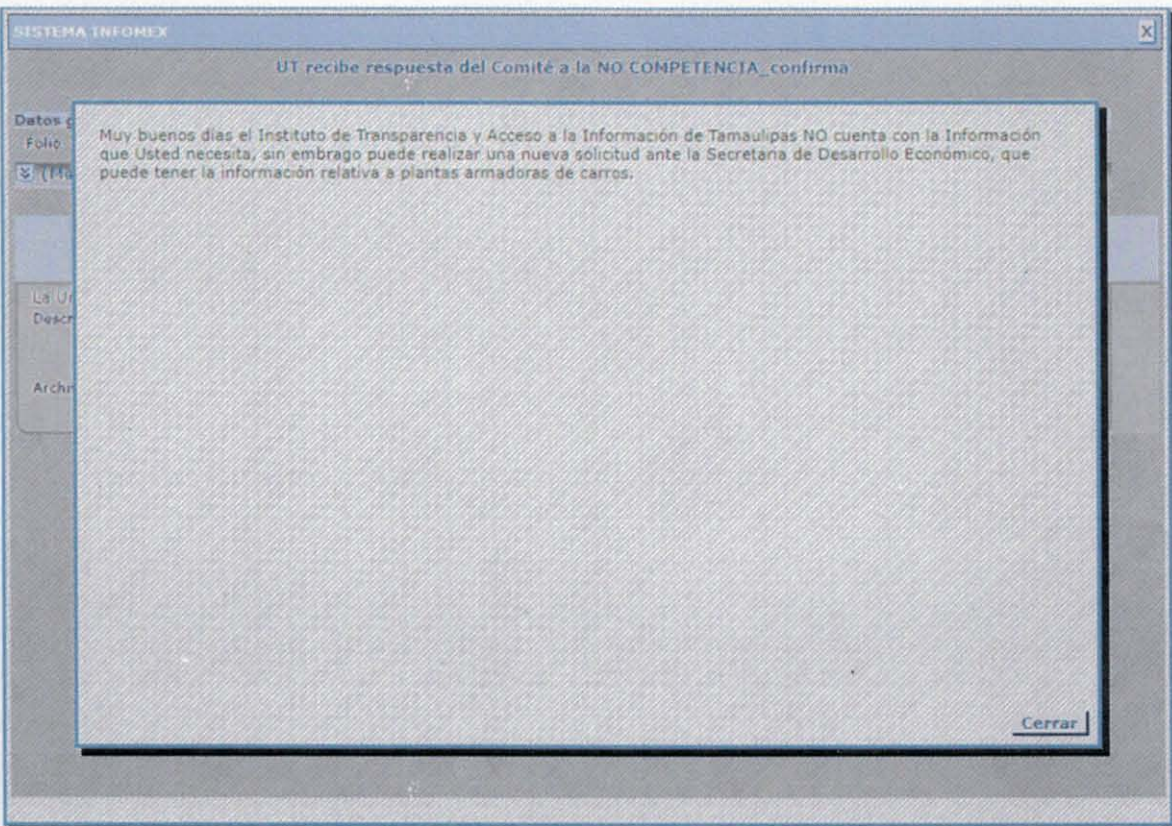 SISTEMA INFOMEX
X
UT recibe respuesta del Comité a la NO COMPETENCIA_confirma
Datos
Folio
Muy buenos dias el Instituto de Transparencia y Acceso a la Información de Tamaulipas NO cuenta con la Información
que Usted necesita, sin embrago puede realizar una nueva solicitud ante la Secretaria de Desarrollo Económico, que
puede tener la información relativa a plantas armadoras de carros.
La
Descr
Archi
Cerrar